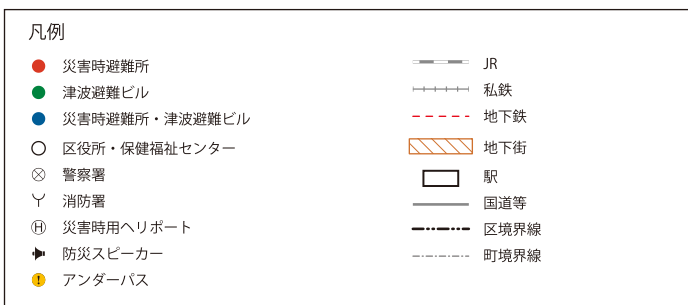 凡例
災害時避難所
津波避難ビル
災害時避難所・津波避難ビル
区役所・保健福祉センター
警察署
消防署
H 災害時用ヘリポート
防災スピーカー
! アンダーパス
JR
私鉄
地下鉄
地下街
駅
国道等
区境界線
町境界線